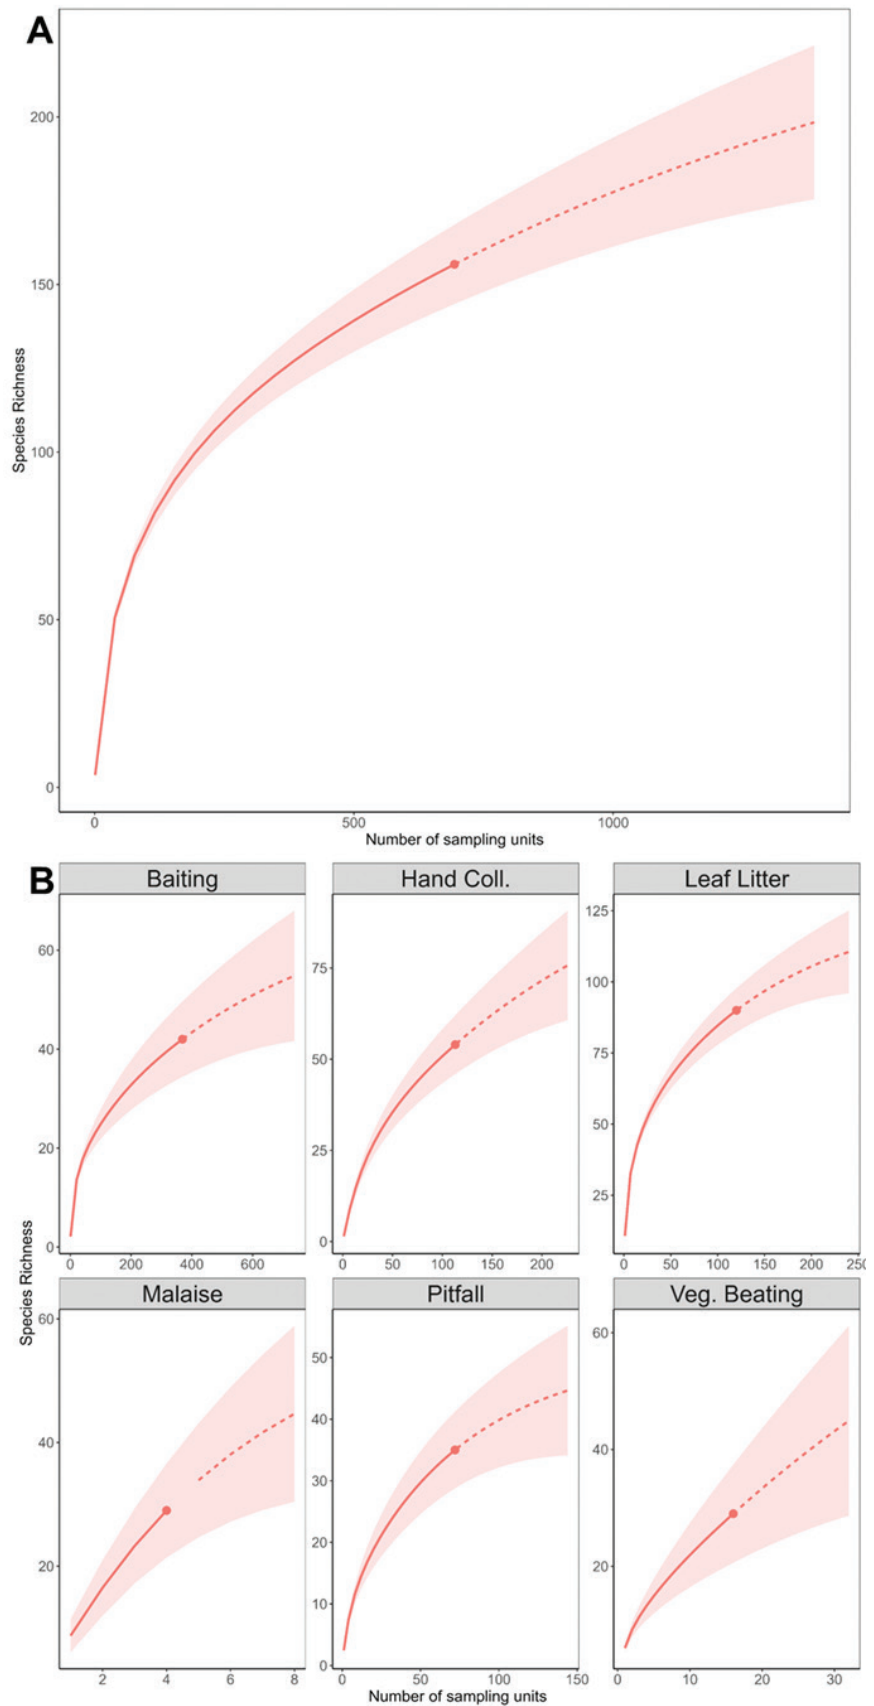 A
200
150
100
50
0
0 500 1000
Species Richness
Number of sampling units
B
Baiting Hand Coll. Leaf Litter
60
40
20
0
0 200 400 600
75
50
25
0
0 50 100 150 200
125
100
75
50
25
0 50 100 150 200 250
Species Richness
Malaise Pitfall Veg. Beating
60
40
20
2 4 6 8
50
40
30
20
10
0
0 50 100 150
60
40
20
0 10 20 30
Number of sampling units